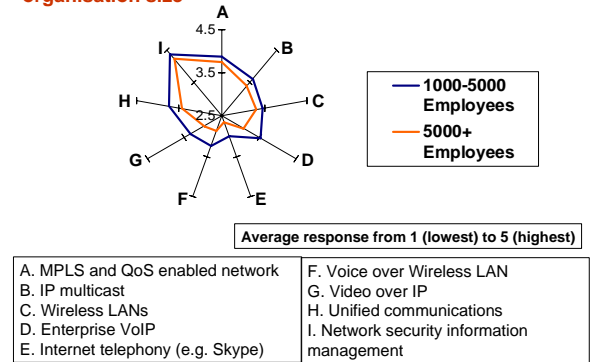 organisation size
A
4.5
I
B
3.5
1000-5000
Employees
5000+
Employees
H
C
2.5
G
D
F
E
Average response from 1 (lowest) to 5 (highest)
A. MPLS and QoS enabled network
B. IP multicast
C. Wireless LANs
D. Enterprise VoIP
E. Internet telephony (e.g. Skype)
F. Voice over Wireless LAN
G. Video over IP
H. Unified communications
I. Network security information
management